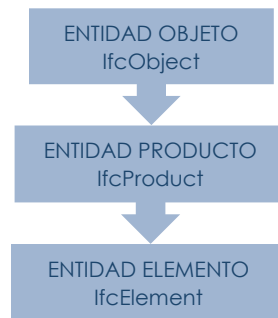 ENTIDAD OBJETO
IfcObject
ENTIDAD PRODUCTO
IfcProduct
ENTIDAD ELEMENTO
IfcElement